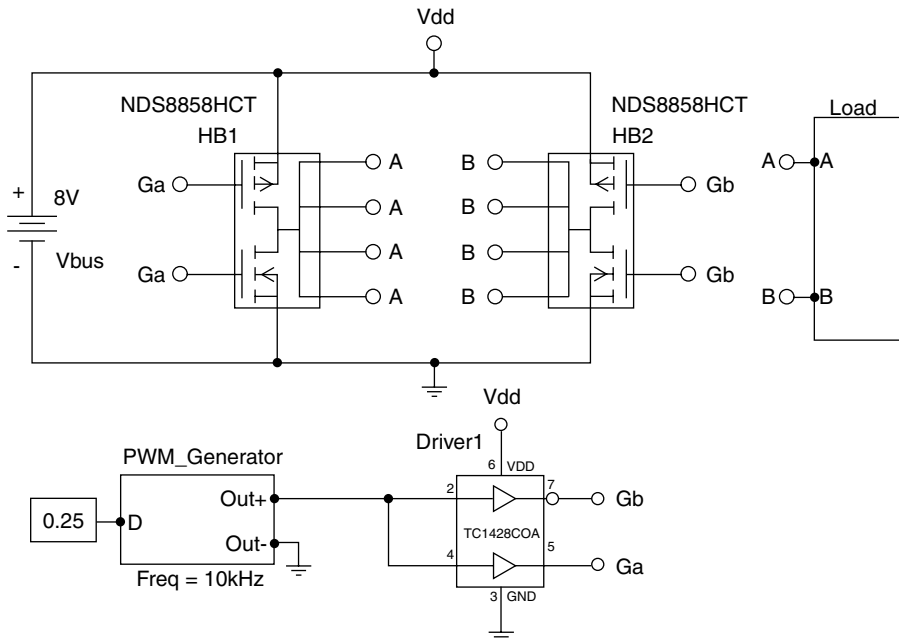 Vdd
NDS8858HCT
HB1
NDS8858HCT
HB2
Load
A
B
A
A
Ga
Gb
A
B
+
8V
A
B
-
Vbus
Ga
Gb
B
B
A
B
Vdd
Driver1
PWM_Generator
6
VDD
Out+
2
7
Gb
0.25
D
TC1428COA
Out-
4
5
Ga
Freq = 10kHz
3
GND